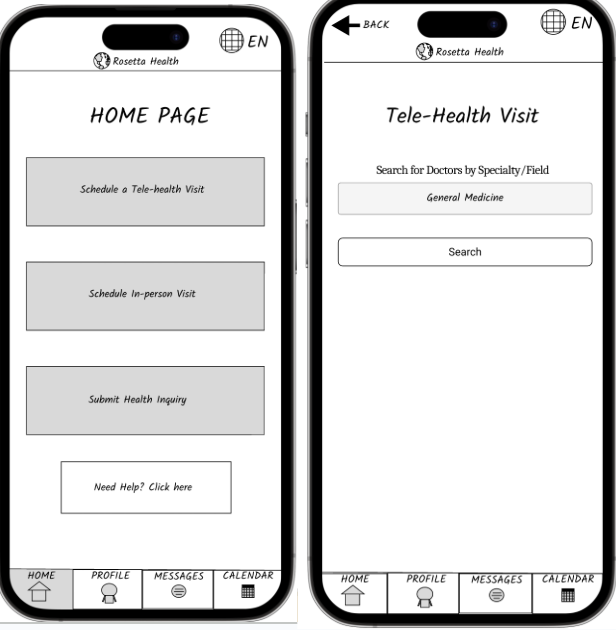 EN
Rosetta Health
HOME PAGE
Schedule a Tele-health Visit
Schedule In-person Visit
Submit Health Inquiry
Need Help? Click here
HOME
PROFILE
MESSAGES
CALENDAR
BACK
EN
Rosetta Health
Tele-Health Visit
Search for Doctors by Specialty/Field
General Medicine
Search
HOME
PROFILE
MESSAGES
CALENDAR